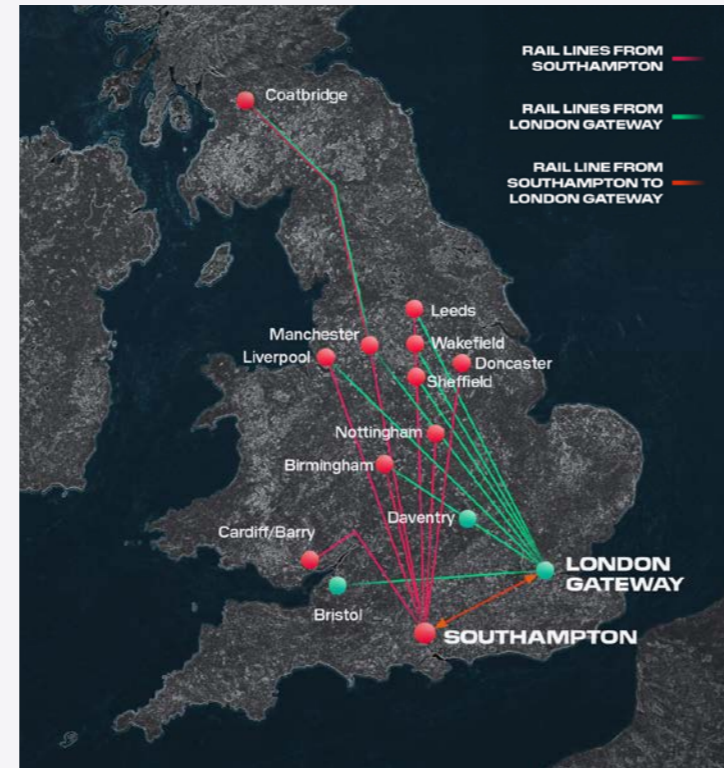 RAIL LINES FROM
SOUTHAMPTON
RAIL LINES FROM
LONDON GATEWAY
RAIL LINE FROM
SOUTHAMPTON TO
LONDON GATEWAY
Coatbridge
Leeds
Manchester
Wakefield
Liverpool
Doncaster
Sheffield
Nottingham
Birmingham
Daventry
Cardiff/Barry
LONDON
GATEWAY
Bristol
SOUTHAMPTON